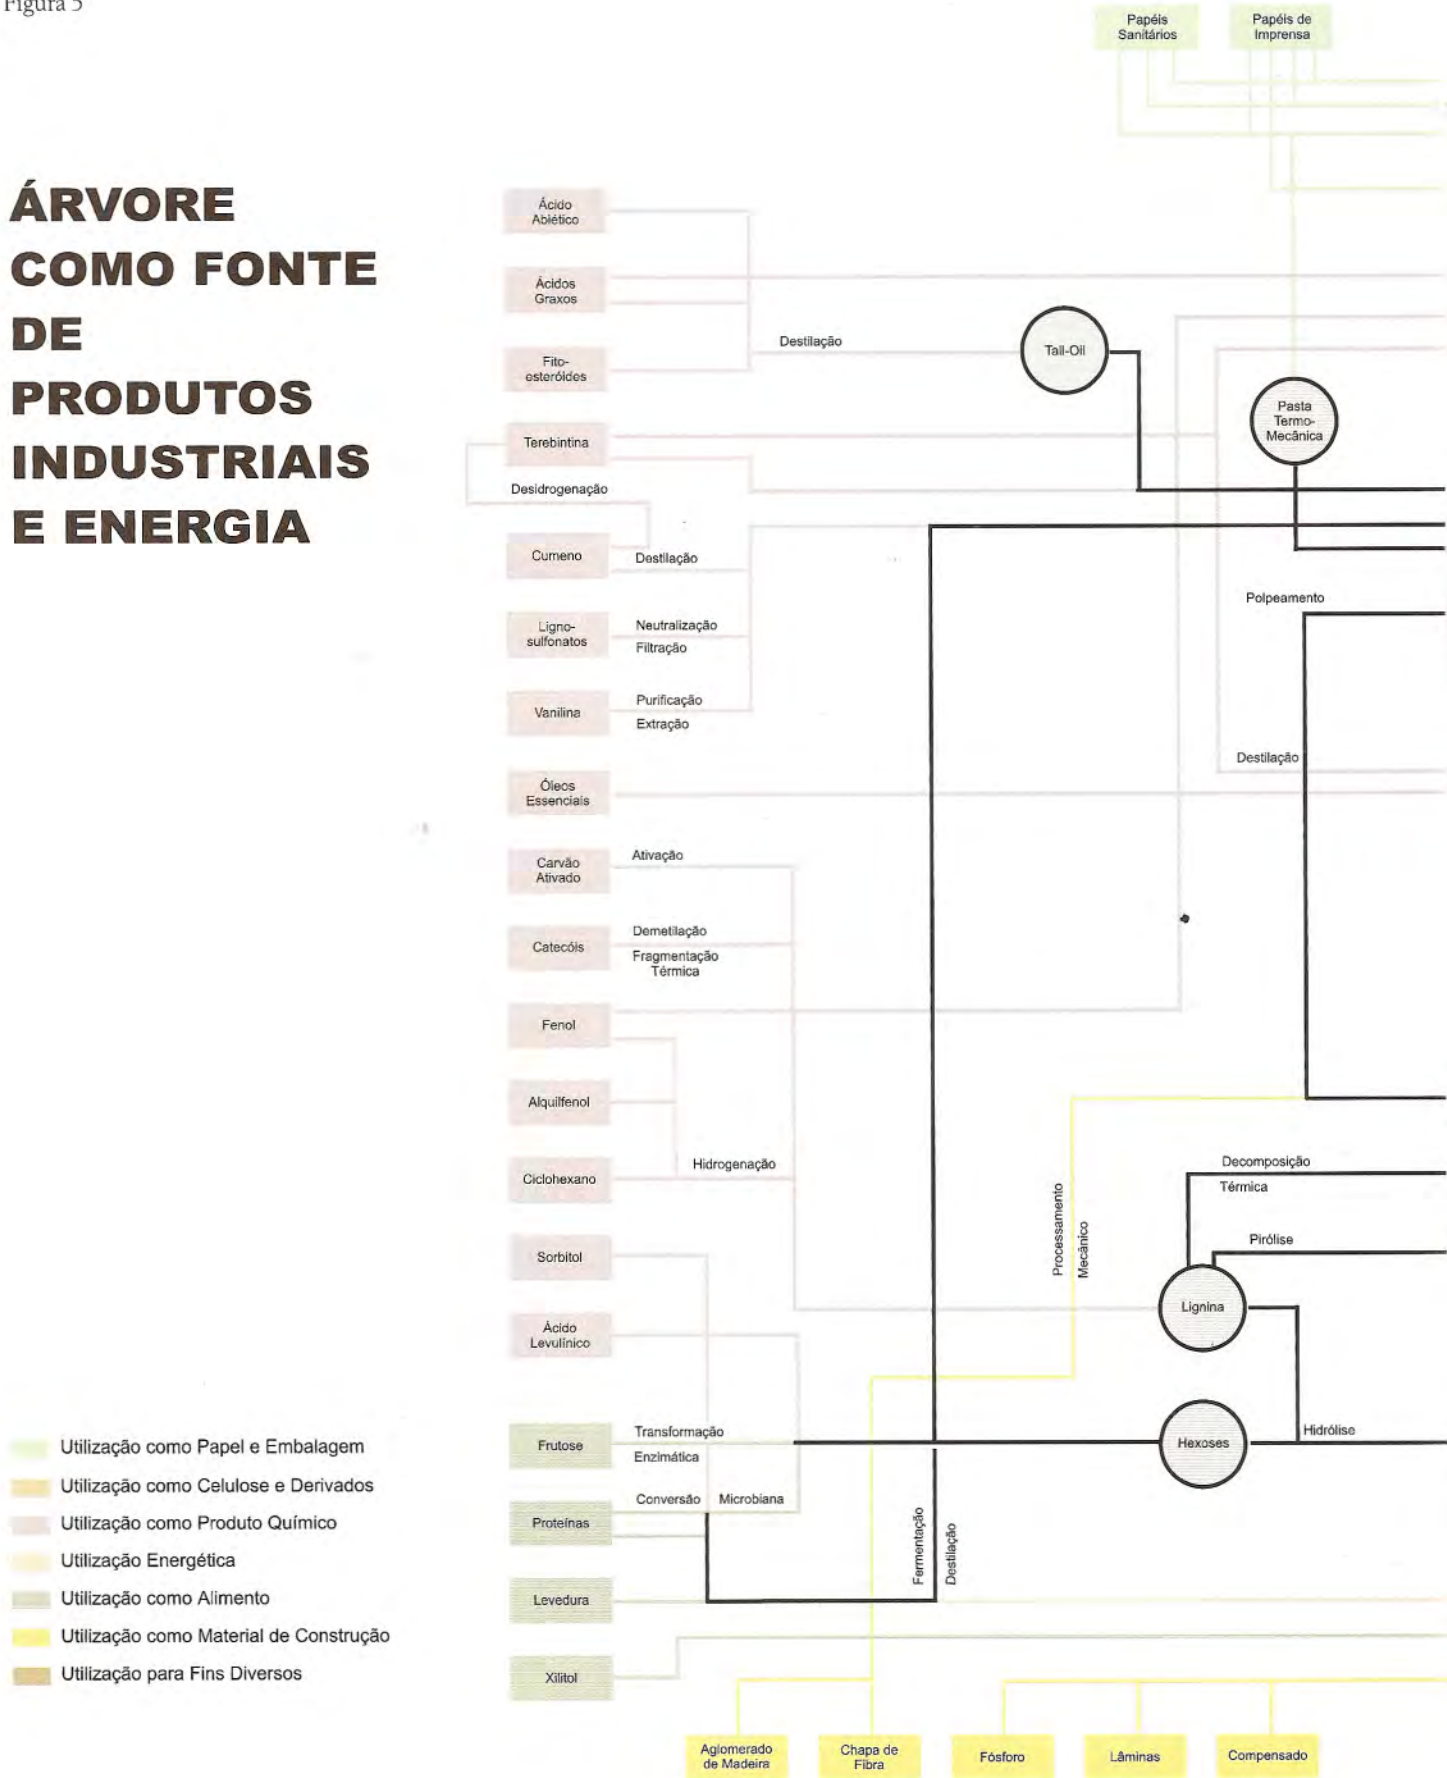 Figura 5
Papéis
Sanitários
Papéis de
Imprensa
ÁRVORE
COMO FONTE
DE
PRODUTOS
INDUSTRIAIS
E ENERGIA
Ácido
Abiético
Ácidos
Graxos
Destilação
Tall-Oil
Fito-
esteróides
Pasta
Termo-
Mecânica
Terebintina
Desidrogenação
Cumeno
Destilação
Polpeamento
Ligno-
sulfonatos
Neutralização
Filtração
Vanilina
Purificação
Extração
Destilação
Óleos
Essenciais
Carvão
Ativado
Ativação
Catecóis
Demetilação
Fragmentação
Térmica
Fenol
Alquilfenol
Ciclohexano
Hidrogenação
Decomposição
Térmica
Processamento
Mecânico
Pirólise
Sorbitol
Lignina
Ácido
Levulínico
Frutose
Transformação
Enzimática
Hexoses
Hidrólise
Proteínas
Conversão Microbiana
Fermentação
Destilação
Levedura
Xilitol
Utilização como Papel e Embalagem
Utilização como Celulose e Derivados
Utilização como Produto Químico
Utilização Energética
Utilização como Alimento
Utilização como Material de Construção
Utilização para Fins Diversos
Aglomerado
de Madeira
Chapa de
Fibra
Fósforo
Lâminas
Compensado